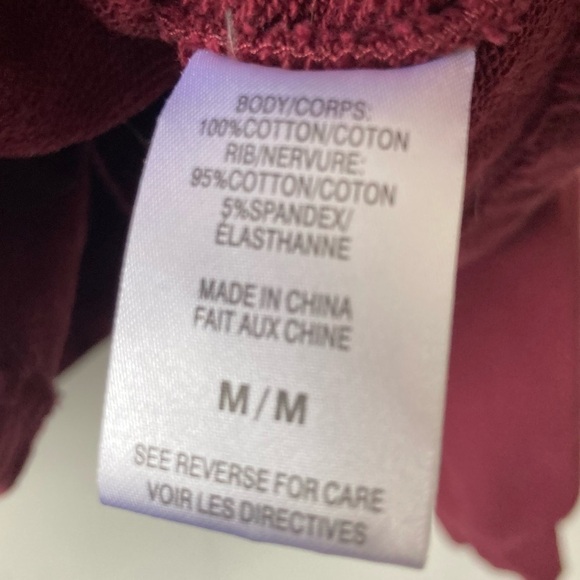 BODY/CORPS:
100%COTTON/COTON
RIB/NERVURE:
95%COTTON/COTON
5%SPANDEX/
ÉLASTHANNE
MADE IN CHINA
FAIT AUX CHINE
M/M
SEE REVERSE FOR CARE
VOIR LES DIRECTIVES